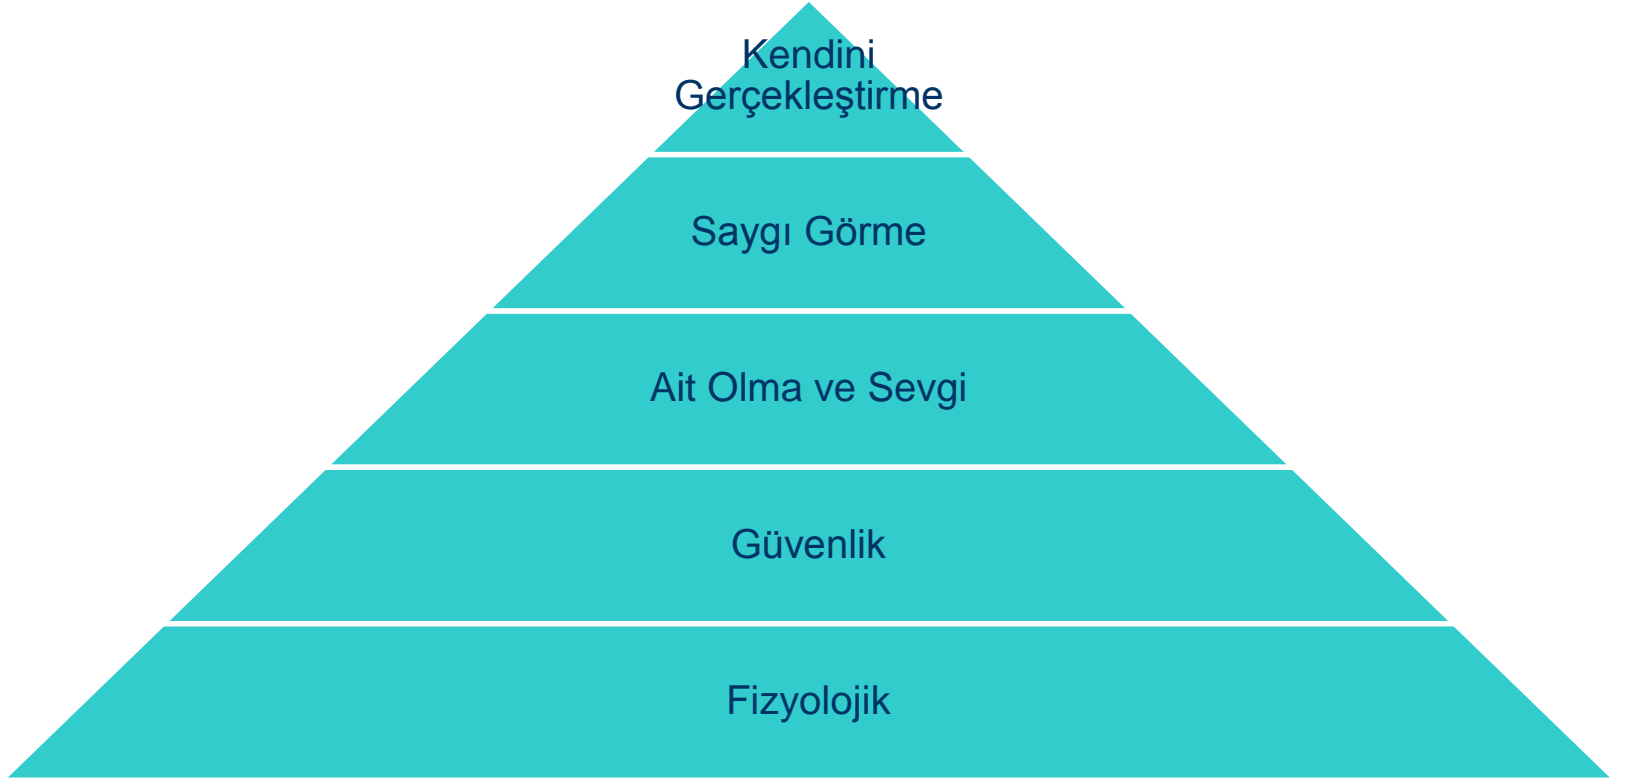 Kendini
Gerçekleştirme
Saygı Görme
Ait Olma ve Sevgi
Güvenlik
Fizyolojik